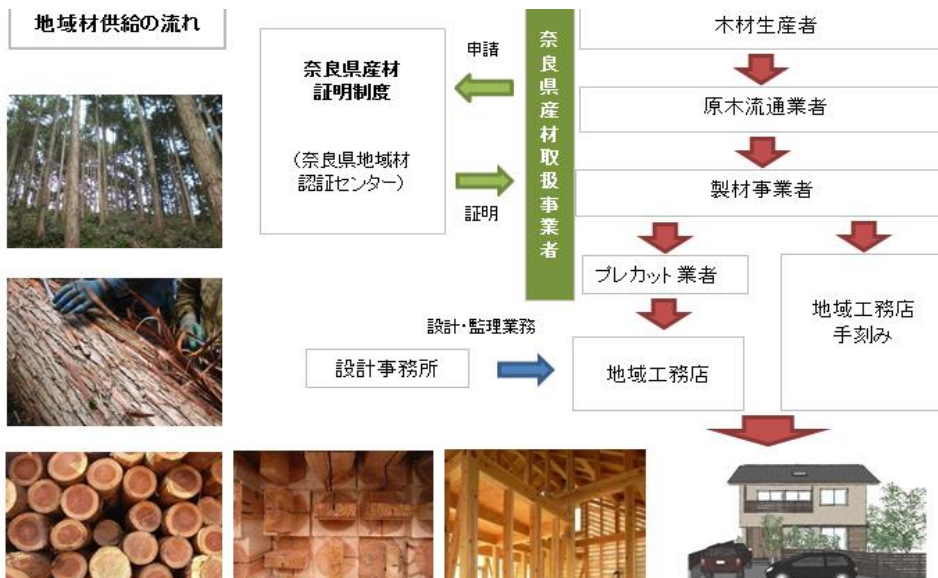 地域材供給の流れ
奈良県産材
証明制度
（奈良県地域材
認証センター）
申請
証明
奈良県産材取扱事業者
木材生産者
原木流通業者
製材事業者
プレカット業者
地域工務店
手刻み
設計・監理業務
設計事務所
地域工務店